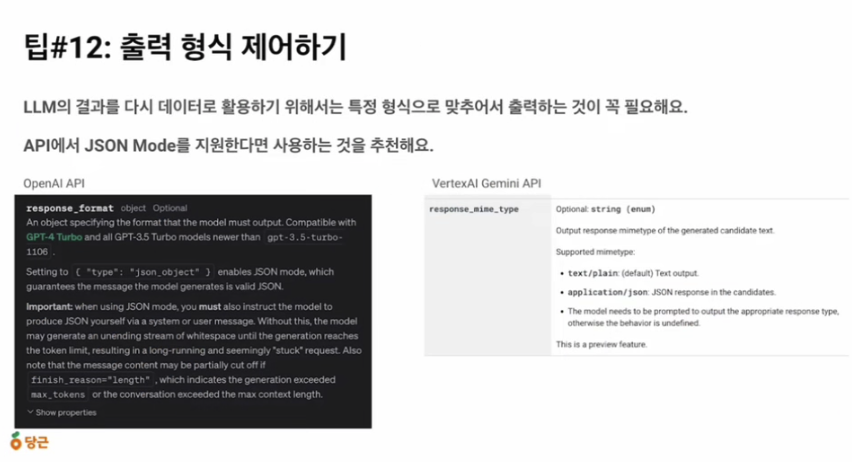 팁#12: 출력 형식 제어하기
LLM의 결과를 다시 데이터로 활용하기 위해서는 특정 형식으로 맞추어서 출력하는 것이 꼭 필요해요.
API에서 JSON Mode를 지원한다면 사용하는 것을 추천해요.
OpenAI API
response_format object Optional
An object specifying the format that the model must output. Compatible with
GPT-4 Turbo and all GPT-3.5 Turbo models newer than gpt-3.5-turbo-
1106 .
Setting to { "type": "json_object" } enables JSON mode, which
guarantees the message the model generates is valid JSON.
Important: when using JSON mode, you must also instruct the model to
produce JSON yourself via a system or user message. Without this, the model
may generate an unending stream of whitespace until the generation reaches
the token limit, resulting in a long-running and seemingly "stuck" request. Also
note that the message content may be partially cut off if
finish_reason="length" , which indicates the generation exceeded
max_tokens or the conversation exceeded the max context length.
Show properties
VertexAI Gemini API
response_mime_type
Optional: string (enum)
Output response mimetype of the generated candidate text.
Supported mimetype:
• text/plain: (default) Text output.
• application/json: JSON response in the candidates.
• The model needs to be prompted to output the appropriate response type,
otherwise the behavior is undefined.
This is a preview feature.
당근